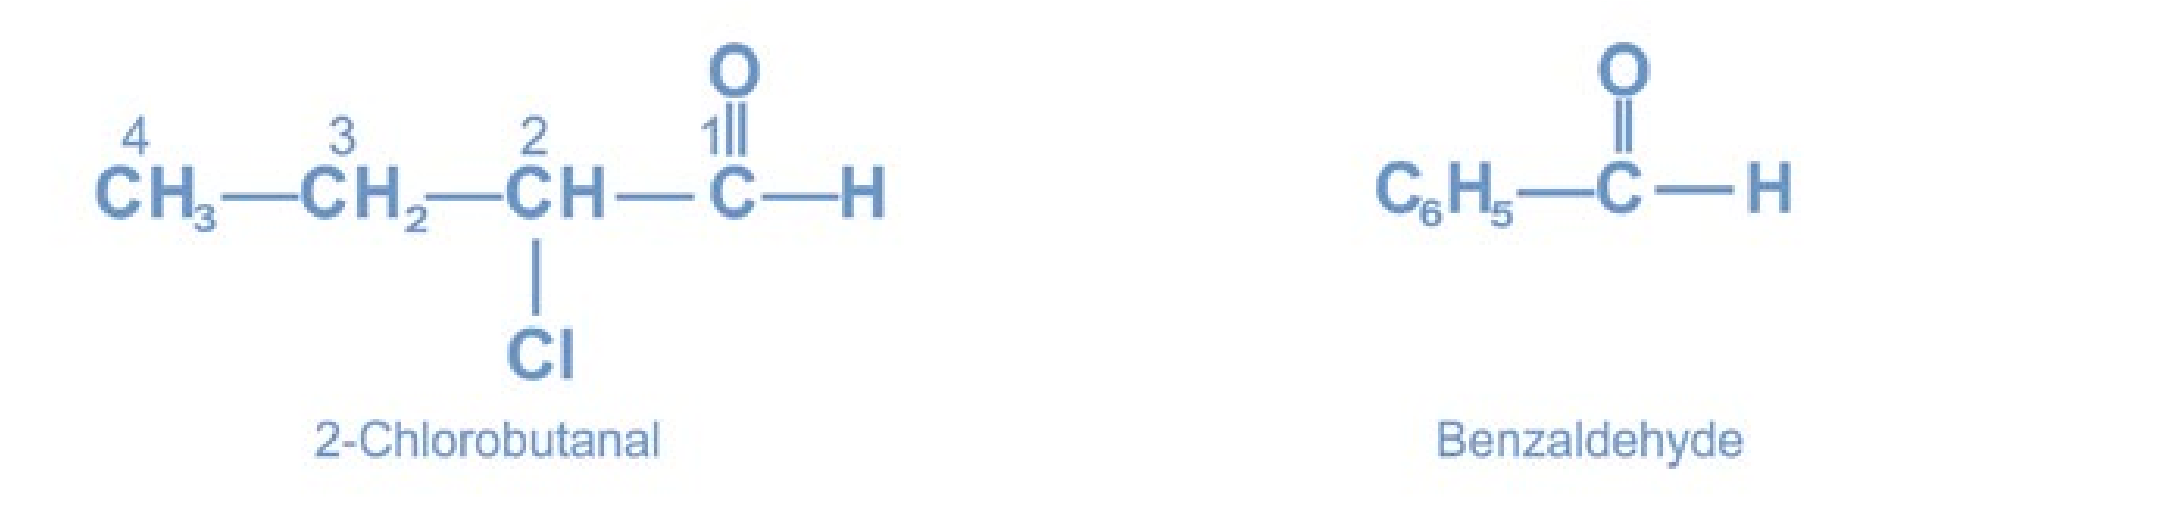 O O
4 3 2 1
CH₃—CH₂—CH—C—H C₆H₅—C—H
Cl
2-Chlorobutanal Benzaldehyde